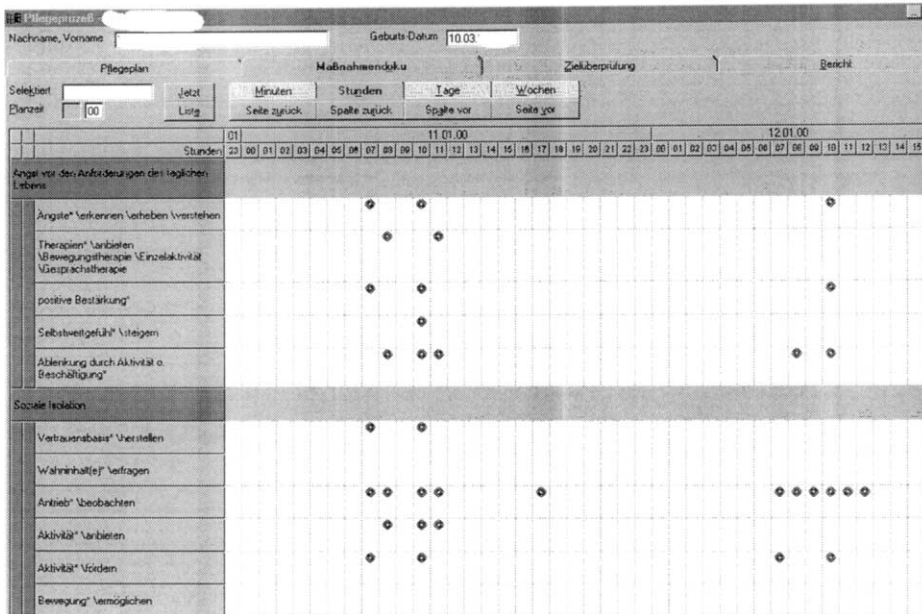 Pflegeprozeß -
Nachname, Vorname Geburts-Datum 10.03.
Pflegeplan Maßnahmendoku Zielüberprüfung Bericht
Selektiert Jetzt Minuten Stunden Tage Wochen
Planzeit 00 Liste Seite zurück Spalte zurück Spalte vor Seite vor
01 11.01.00 12.01.00
Stunden 23 00 01 02 03 04 05 06 07 08 09 10 11 12 13 14 15 16 17 18 19 20 21 22 23 00 01 02 03 04 05 06 07 08 09 10 11 12 13 14 15
Angst vor den Anforderungen des täglichen
Lebens
Ängste* \erkennen \erheben \verstehen
Therapien* \anbieten
\Bewegungstherapie \Einzelaktivität
\Gesprächstherapie
positive Bestärkung*
Selbstwertgefühl* \steigern
Ablenkung durch Aktivität o.
Beschäftigung*
Soziale Isolation
Vertrauensbasis* \herstellen
Wahninhalt(e)* \erfragen
Antrieb* \beobachten
Aktivität* \anbieten
Aktivität* \fördern
Bewegung* \ermöglichen